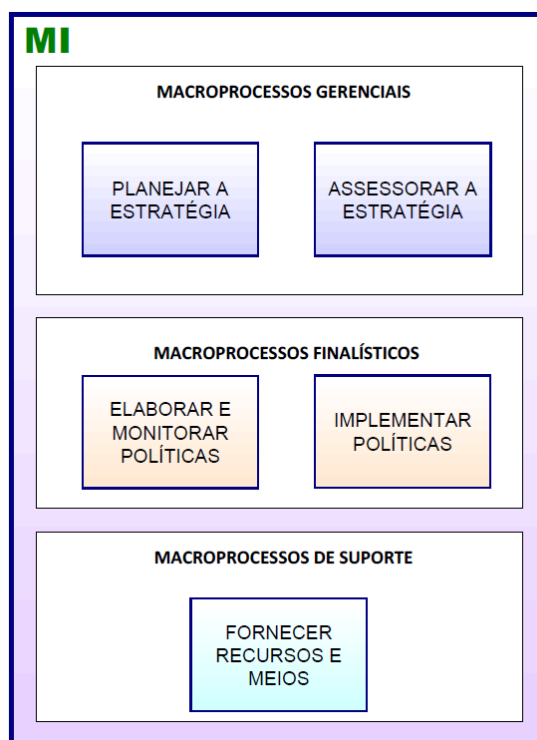 MI
MACROPROCESSOS GERENCIAIS
PLANEJAR A
ESTRATÉGIA
ASSESSORAR A
ESTRATÉGIA
MACROPROCESSOS FINALÍSTICOS
ELABORAR E
MONITORAR
POLÍTICAS
IMPLEMENTAR
POLÍTICAS
MACROPROCESSOS DE SUPORTE
FORNECER
RECURSOS E
MEIOS